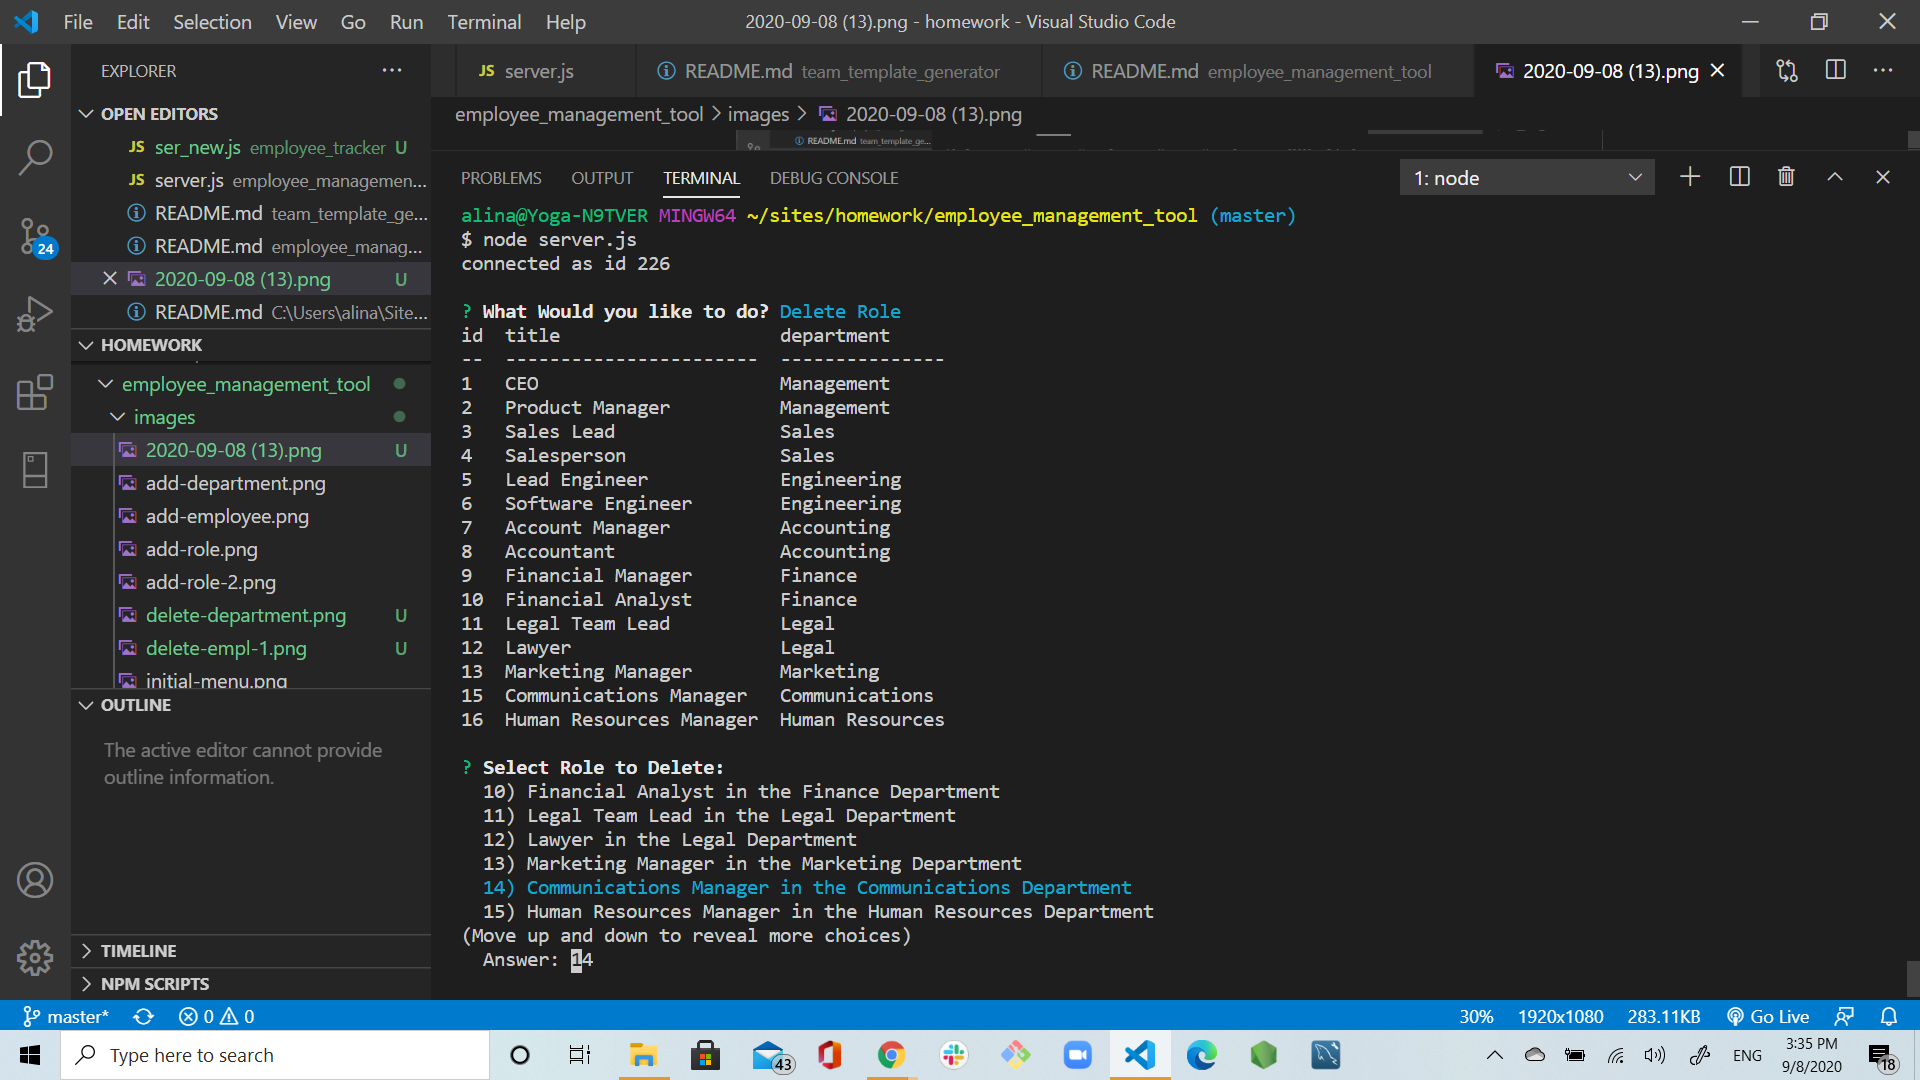 File Edit Selection View Go Run Terminal Help
2020-09-08 (13).png - homework - Visual Studio Code
EXPLORER
OPEN EDITORS
JS ser_new.js employee_tracker U
JS server.js employee_managemen...
README.md team_template_ge...
README.md employee_manag...
2020-09-08 (13).png U
README.md C:\Users\alina\Site...
HOMEWORK
employee_management_tool
images
2020-09-08 (13).png U
add-department.png
add-employee.png
add-role.png
add-role-2.png
delete-department.png U
delete-empl-1.png U
initial-menu.png
OUTLINE
The active editor cannot provide
outline information.
TIMELINE
NPM SCRIPTS
24
JS server.js
README.md team_template_generator
README.md employee_management_tool
2020-09-08 (13).png
employee_management_tool > images > 2020-09-08 (13).png
README.md team_template_ge...
PROBLEMS OUTPUT TERMINAL DEBUG CONSOLE
1: node
alina@Yoga-N9TVER MINGW64 ~/sites/homework/employee_management_tool (master)
$ node server.js
connected as id 226
? What Would you like to do? Delete Role
id title department
-- ----------------------- ---------------
1 CEO Management
2 Product Manager Management
3 Sales Lead Sales
4 Salesperson Sales
5 Lead Engineer Engineering
6 Software Engineer Engineering
7 Account Manager Accounting
8 Accountant Accounting
9 Financial Manager Finance
10 Financial Analyst Finance
11 Legal Team Lead Legal
12 Lawyer Legal
13 Marketing Manager Marketing
15 Communications Manager Communications
16 Human Resources Manager Human Resources
? Select Role to Delete:
10) Financial Analyst in the Finance Department
11) Legal Team Lead in the Legal Department
12) Lawyer in the Legal Department
13) Marketing Manager in the Marketing Department
14) Communications Manager in the Communications Department
15) Human Resources Manager in the Human Resources Department
(Move up and down to reveal more choices)
Answer: 14
master* 0 0
30% 1920x1080 283.11KB Go Live
Type here to search
43
ENG
3:35 PM
9/8/2020
18